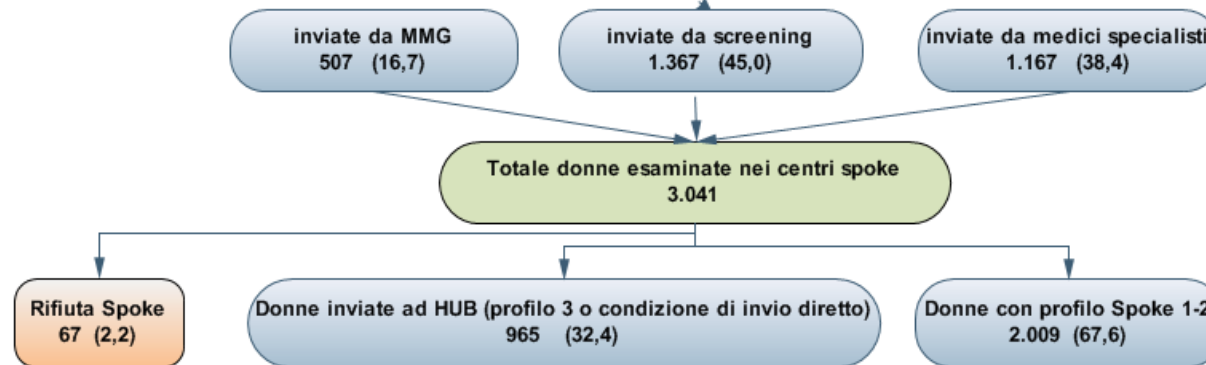 inviate da MMG
507 (16,7)
inviate da screening
1.367 (45,0)
inviate da medici specialisti
1.167 (38,4)
Totale donne esaminate nei centri spoke
3.041
Rifiuta Spoke
67 (2,2)
Donne inviate ad HUB (profilo 3 o condizione di invio diretto)
965 (32,4)
Donne con profilo Spoke 1-2
2.009 (67,6)